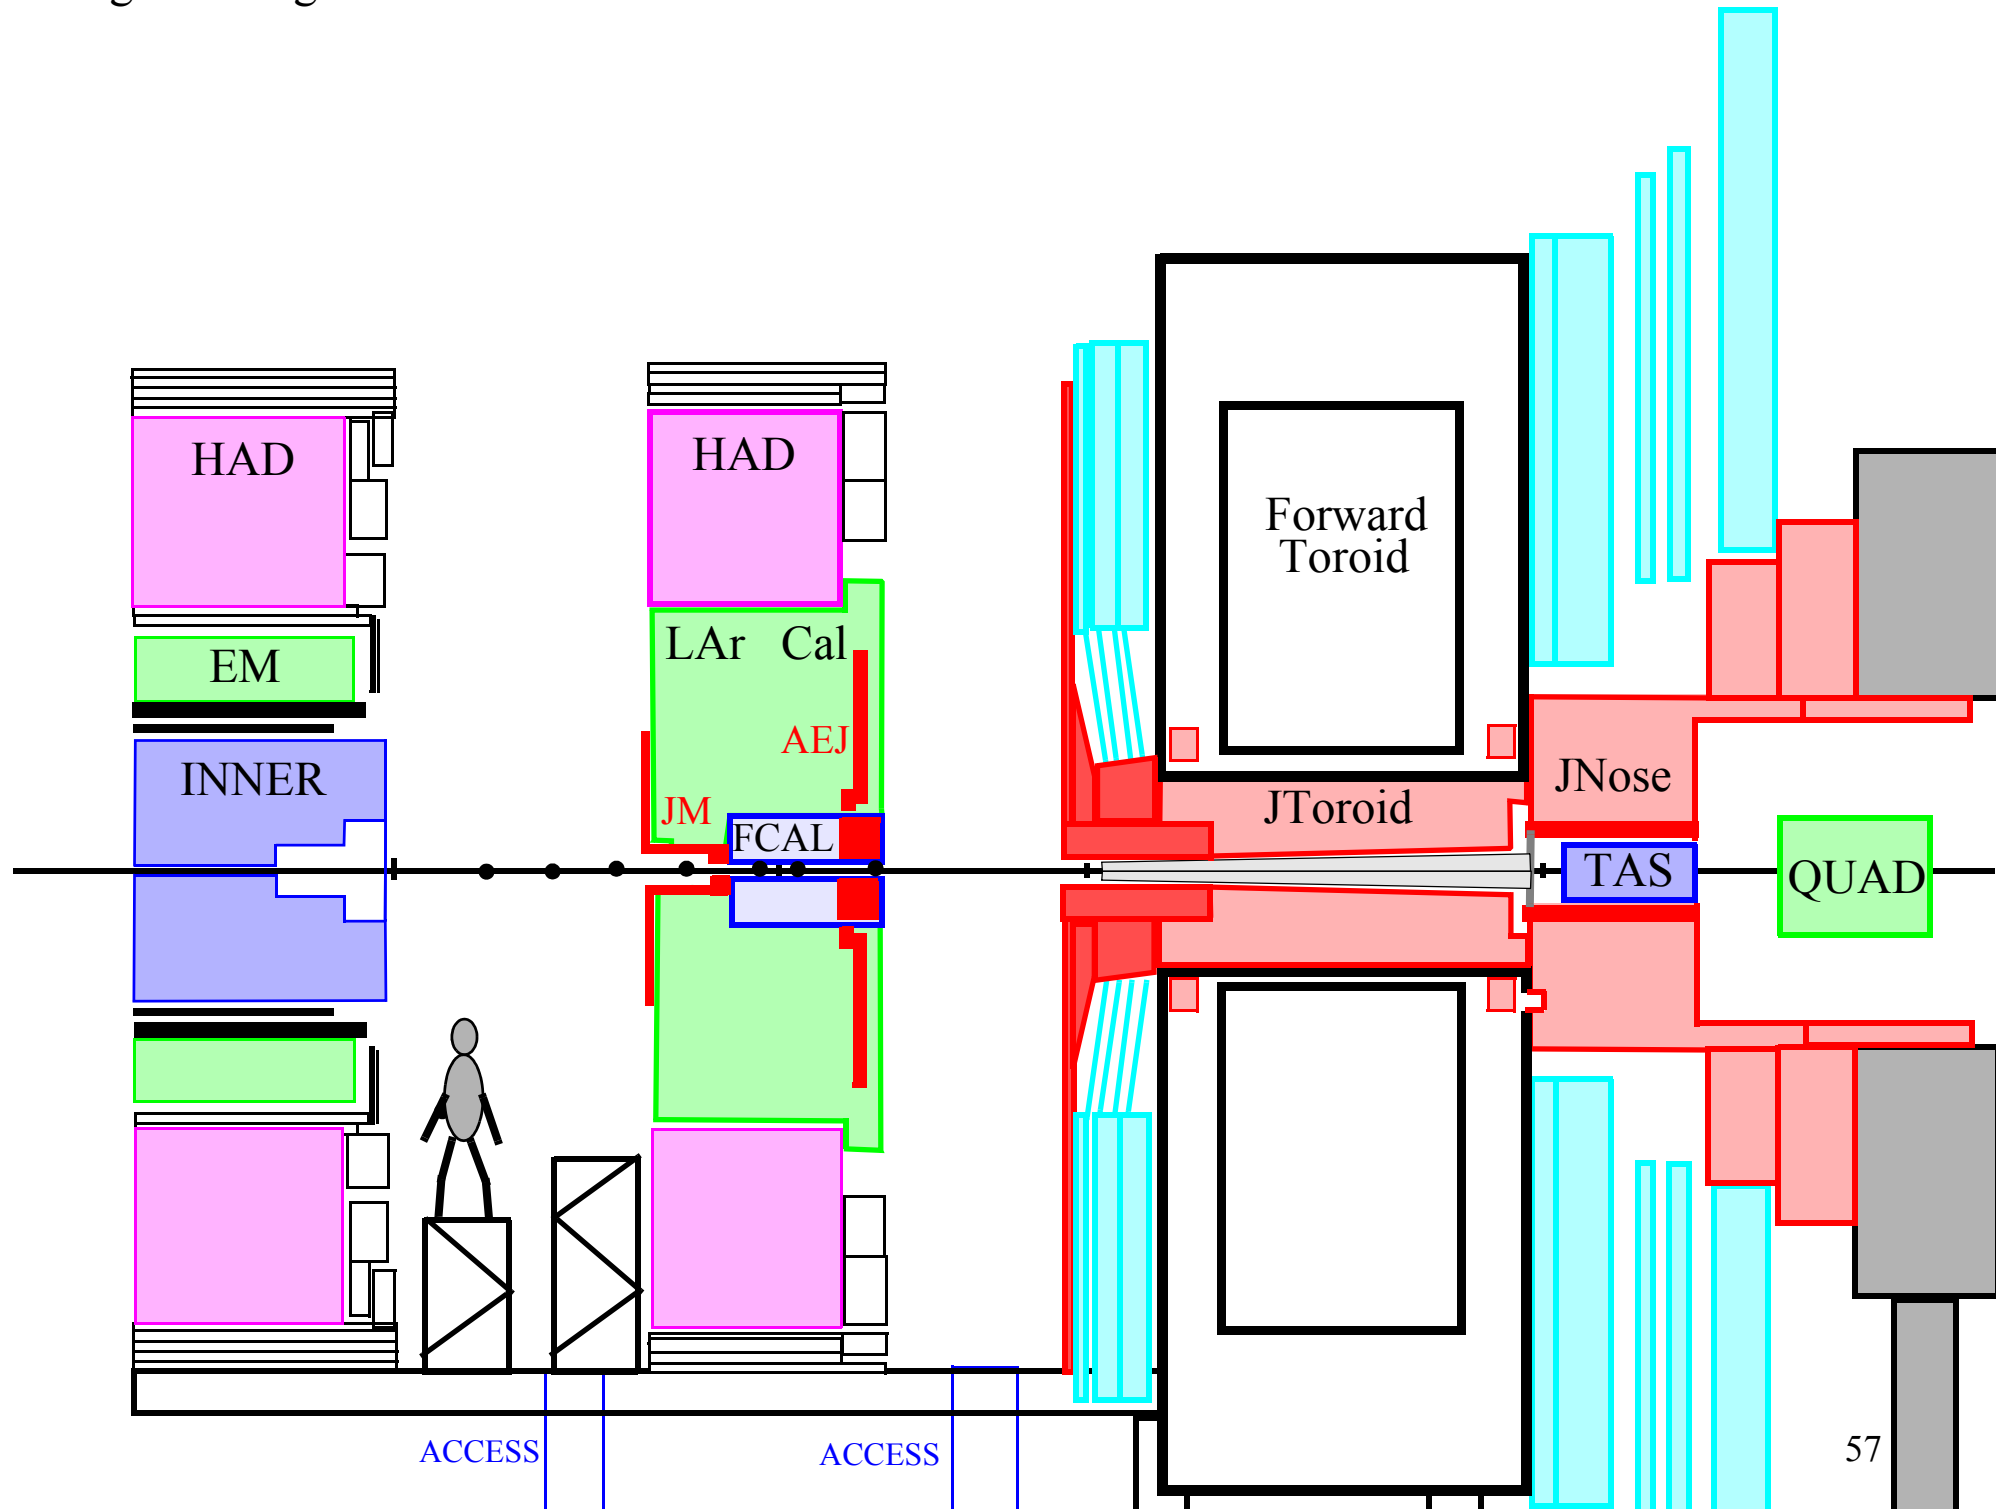 HAD
HAD
Forward
Toroid
LAr Cal
EM
AEJ
INNER
JNose
JM
JToroid
FCAL
TAS
QUAD
ACCESS
ACCESS
57